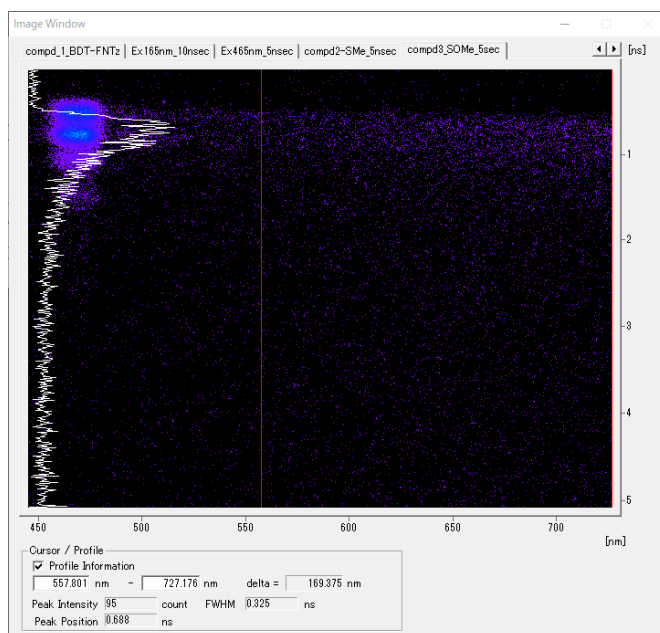 Image Window
compd_1_BDT-FNTz Ex165nm_10nsec Ex465nm_5nsec compd2-SMe_5nsec compd3_SOMe_5sec [ns]
1
2
3
4
5
450 500 550 600 650 700
[nm]
Cursor / Profile
Profile Information
557.801 nm - 727.176 nm delta = 169.375 nm
Peak Intensity 95 count FWHM 0.325 ns
Peak Position 0.688 ns